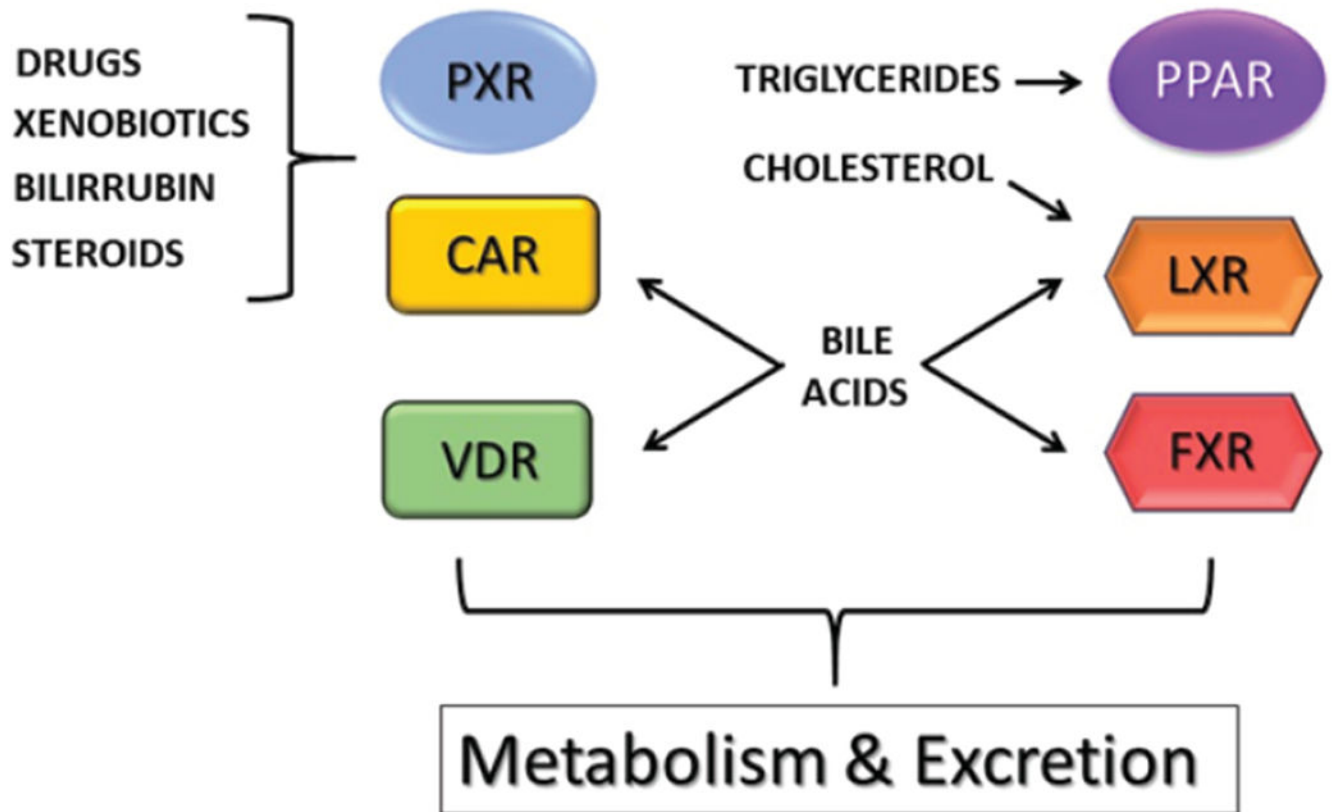 DRUGS
XENOBIOTICS
BILIRRUBIN
STEROIDS
PXR
CAR
VDR
TRIGLYCERIDES
CHOLESTEROL
BILE
ACIDS
PPAR
LXR
FXR
Metabolism & Excretion